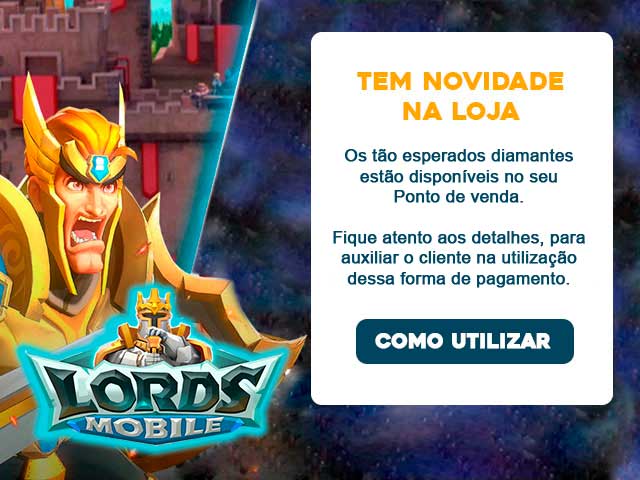 TEM NOVIDADE
NA LOJA
Os tão esperados diamantes
estão disponíveis no seu
Ponto de venda.
Fique atento aos detalhes, para
auxiliar o cliente na utilização
dessa forma de pagamento.
COMO UTILIZAR
LORDS
MOBILE